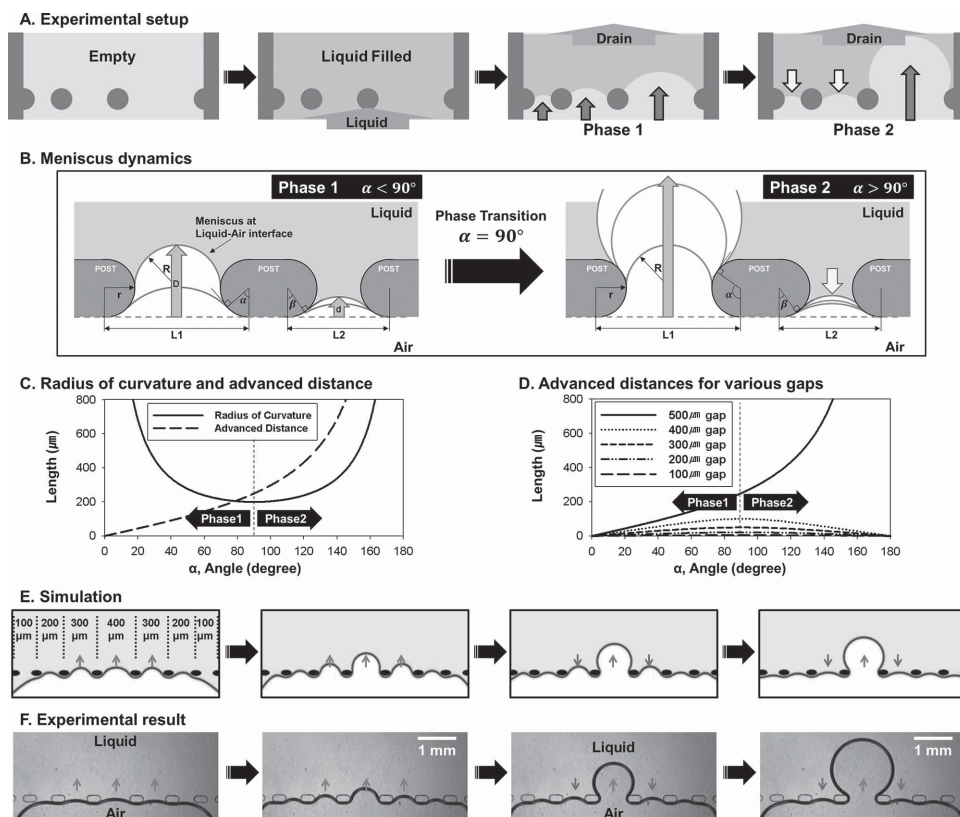 A. Experimental setup
Empty
Liquid Filled
Liquid
Drain
Phase 1
Drain
Phase 2
B. Meniscus dynamics
Phase 1 α < 90°
Liquid
Meniscus at
Liquid-Air interface
POST
POST
POST
R
D
r
α
β
d
L1
L2
Air
Phase Transition
α = 90°
Phase 2 α > 90°
Liquid
POST
POST
POST
R
r
α
β
L1
L2
Air
C. Radius of curvature and advanced distance
Length (㎛)
800
600
400
200
0
Radius of Curvature
Advanced Distance
Phase1
Phase2
0 20 40 60 80 100 120 140 160 180
α, Angle (degree)
D. Advanced distances for various gaps
Length (㎛)
800
600
400
200
0
500㎛ gap
400㎛ gap
300㎛ gap
200㎛ gap
100㎛ gap
Phase1
Phase2
0 20 40 60 80 100 120 140 160 180
α, Angle (degree)
E. Simulation
100 200 300 400 300 200 100
µm µm µm µm µm µm µm
F. Experimental result
Liquid
Air
1 mm
Liquid
Air
1 mm